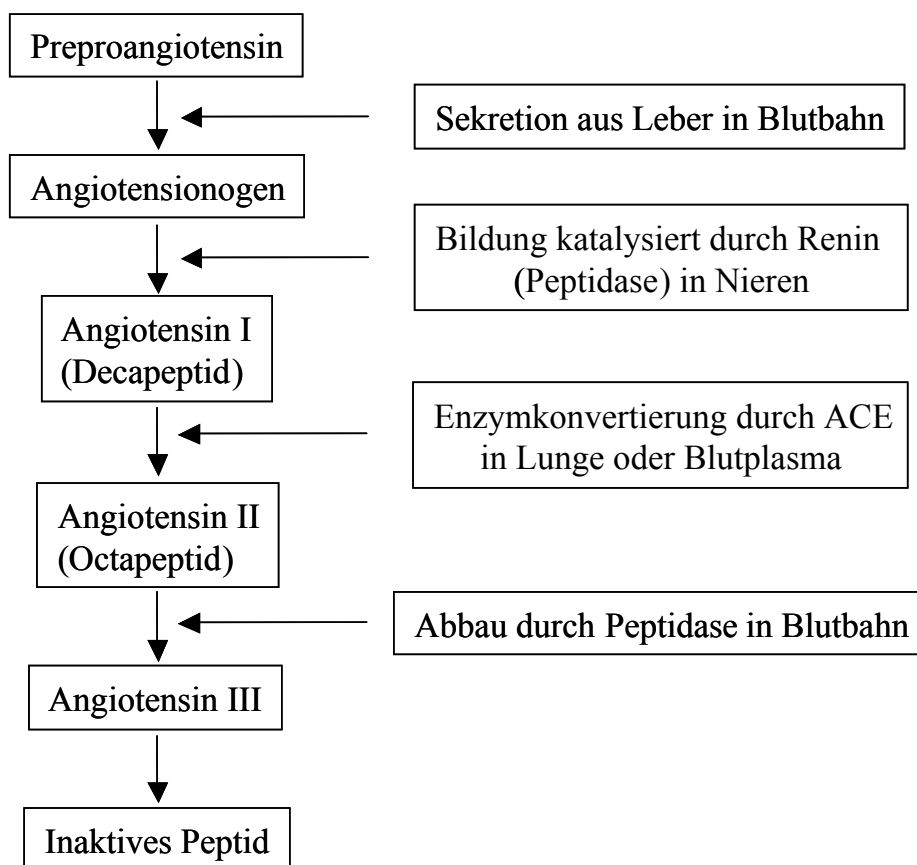 Preproangiotensin
Sekretion aus Leber in Blutbahn
Angiotensionogen
Bildung katalysiert durch Renin
(Peptidase) in Nieren
Angiotensin I
(Decapeptid)
Enzymkonvertierung durch ACE
in Lunge oder Blutplasma
Angiotensin II
(Octapeptid)
Abbau durch Peptidase in Blutbahn
Angiotensin III
Inaktives Peptid